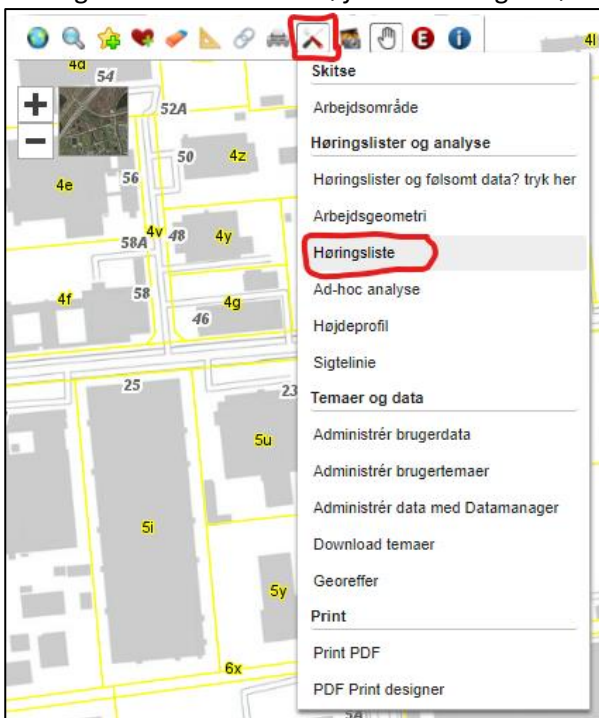 E
i
4l
4d
54
Skitse
+
52A
Arbejdsområde
−
50
4z
Høringslister og analyse
4e
56
Høringslister og følsomt data? tryk her
Arbejdsgeometri
4v
48
4y
58A
Høringsliste
4f
58
4g
Ad-hoc analyse
46
Højdeprofil
Sigtelinie
25
23
Temaer og data
5u
Administrér brugerdata
Administrér brugertemaer
5i
Administrér data med Datamanager
Download temaer
5y
Georeffer
Print
Print PDF
6x
PDF Print designer
5A